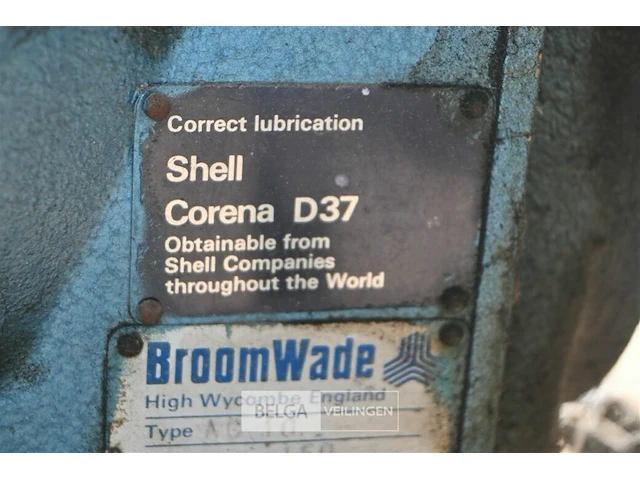 Correct lubrication
Shell
Corena D37
Obtainable from
Shell Companies
throughout the World
BroomWade
High Wycombe England
BELGA VEILINGEN
Type